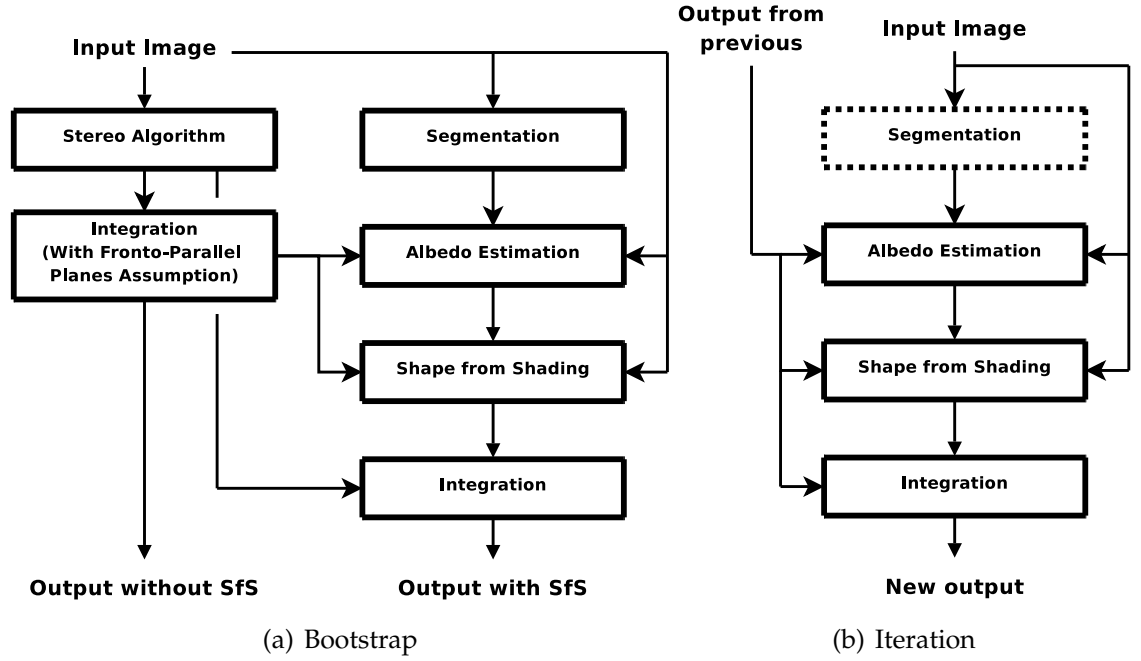 Input Image
Stereo Algorithm
Integration
(With Fronto-Parallel
Planes Assumption)
Output without SfS
Segmentation
Albedo Estimation
Shape from Shading
Integration
Output with SfS
(a) Bootstrap
Output from
previous
Input Image
Segmentation
Albedo Estimation
Shape from Shading
Integration
New output
(b) Iteration